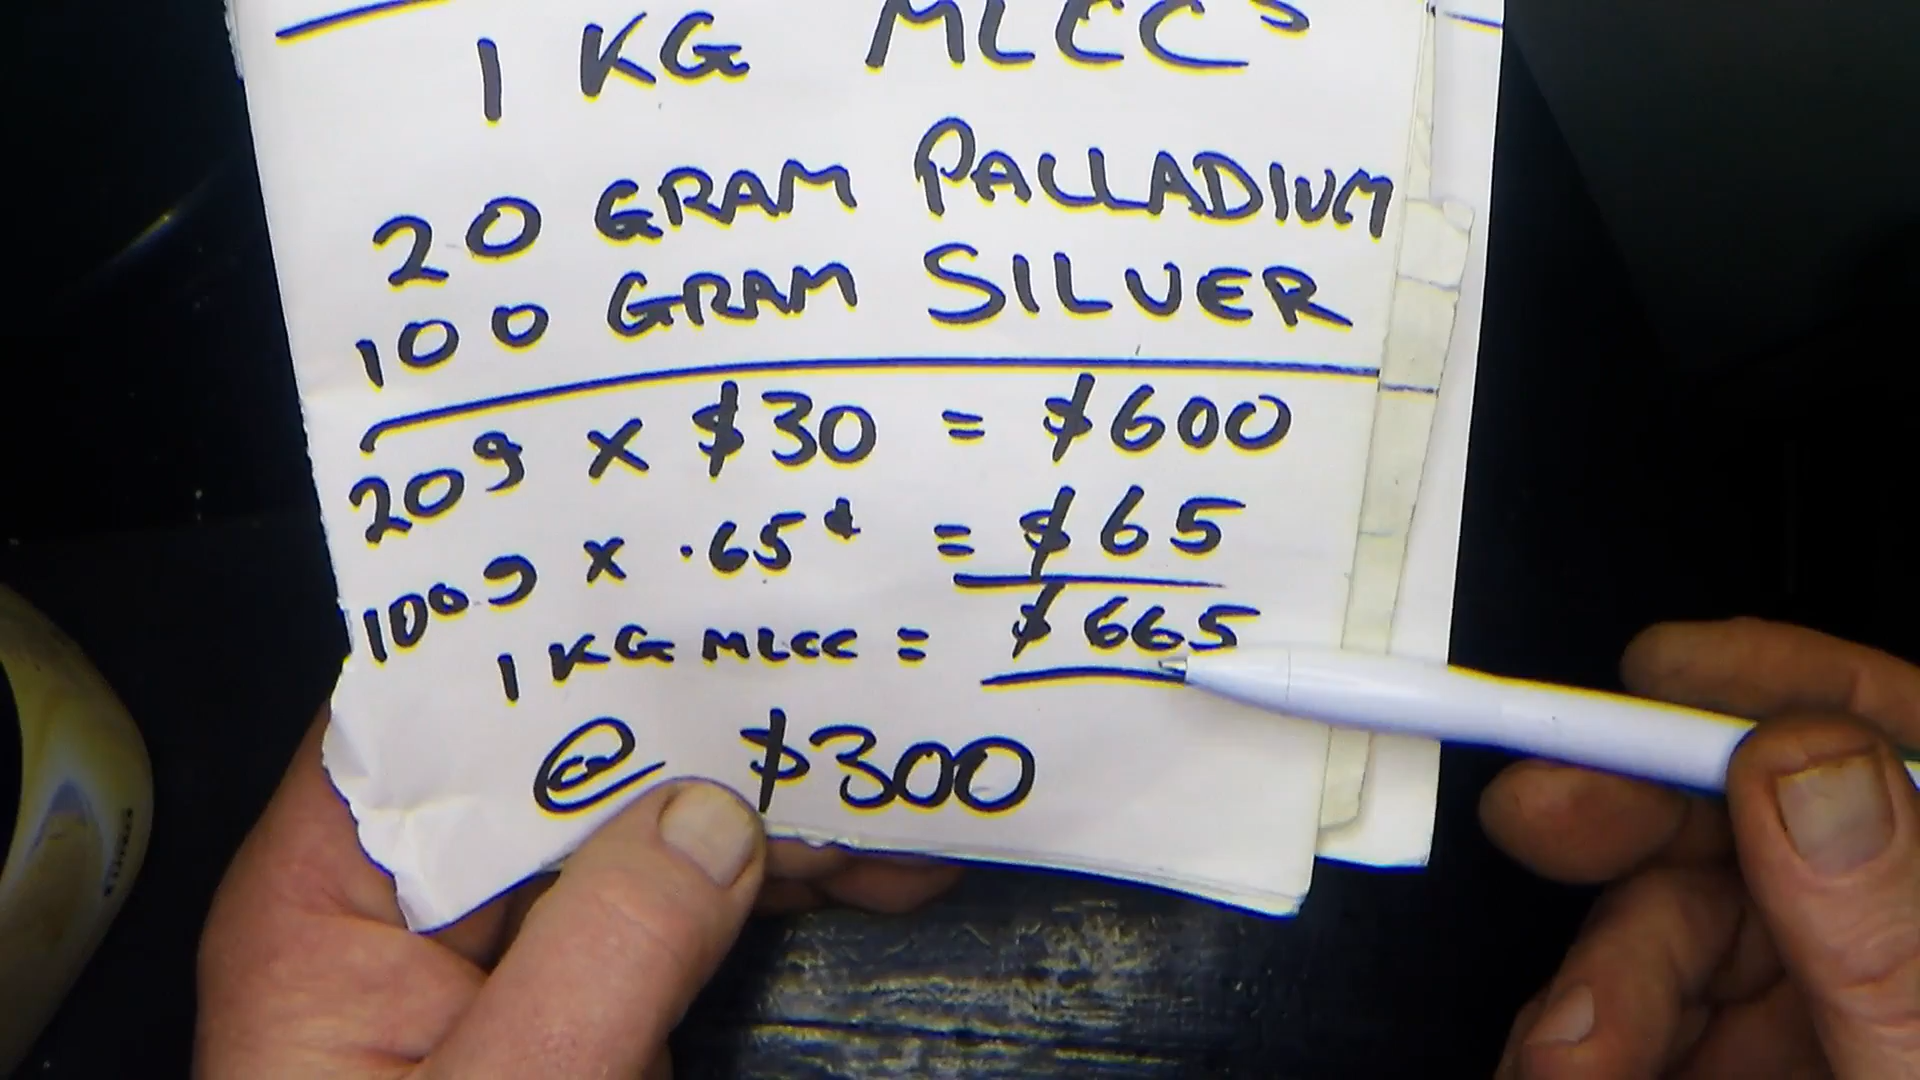 1 KG MLCCs
20 GRAM PALLADIUM
100 GRAM SILVER
20g x $30 = $600
100g x .65¢ = $65
$665
1 KG MLCC =
@ $300